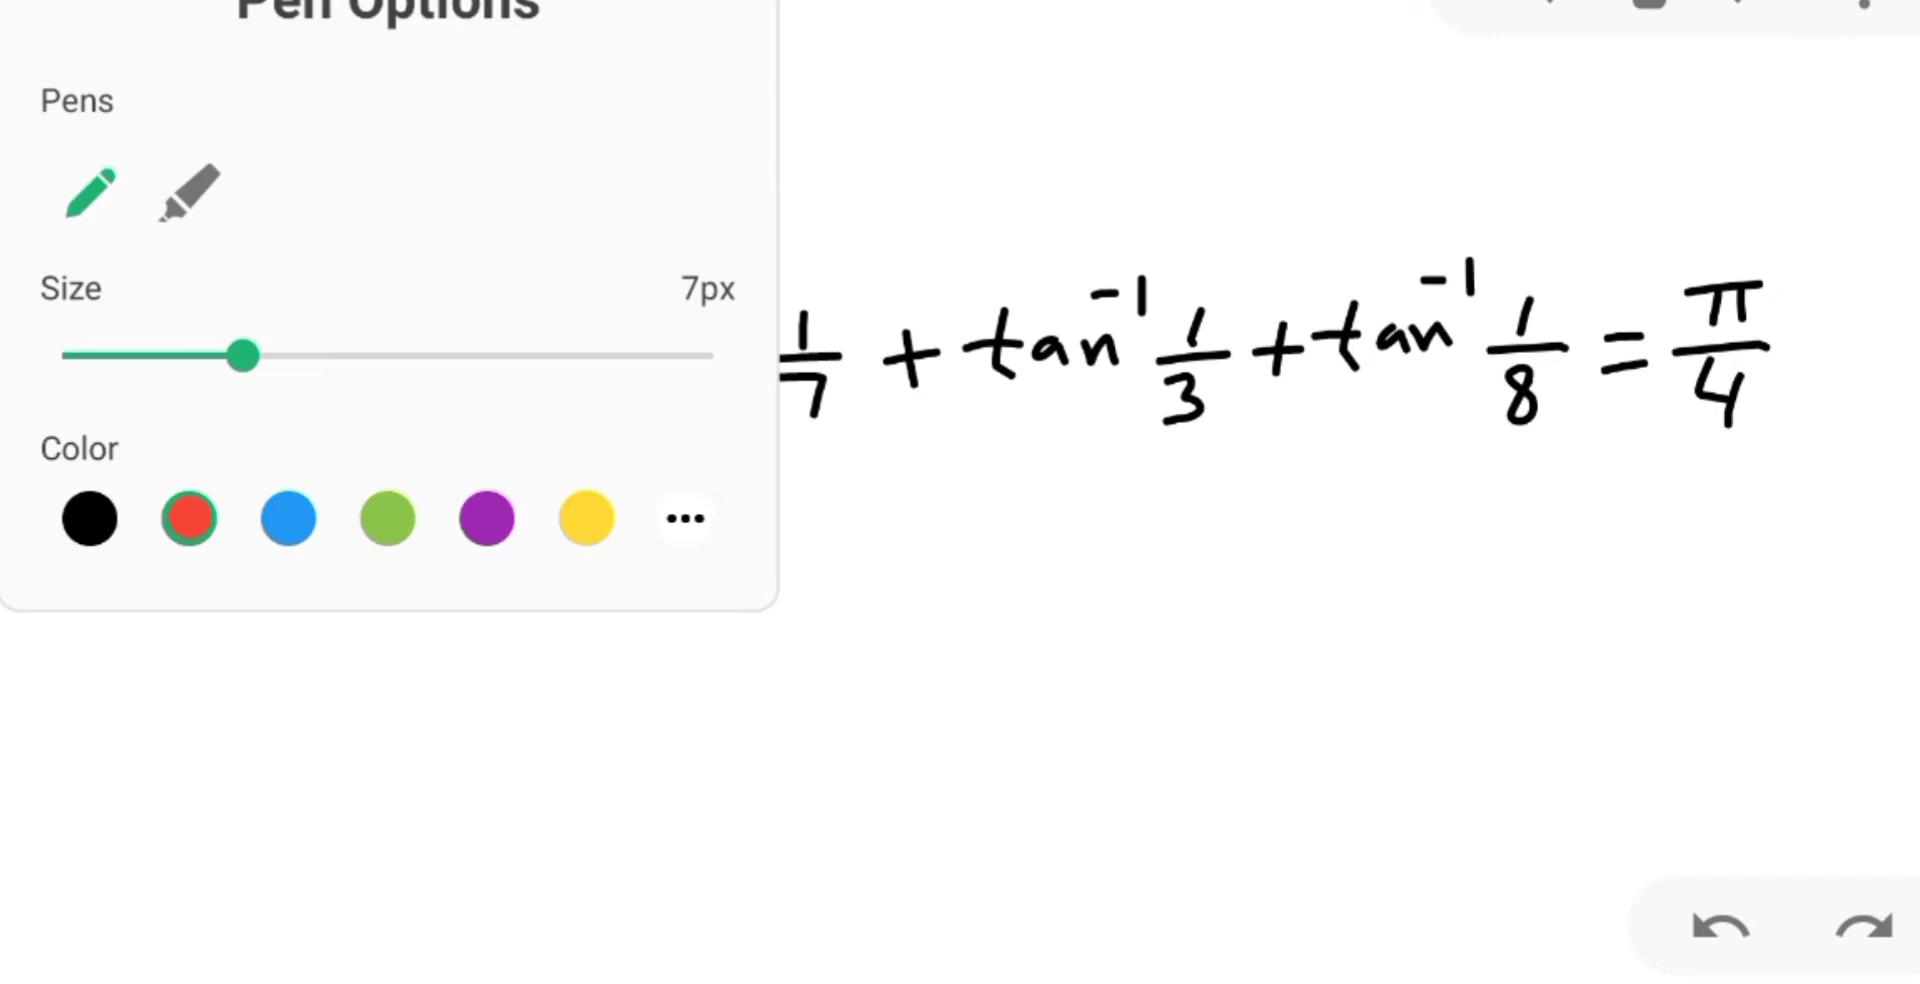 Pen Options
Pens
Size 7px
Color
1/7 + tan⁻¹ 1/3 + tan⁻¹ 1/8 = π/4